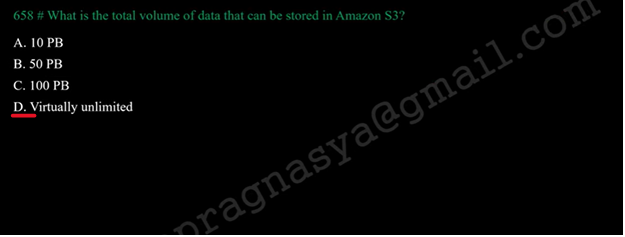 658 # What is the total volume of data that can be stored in Amazon S3?
A. 10 PB
B. 50 PB
C. 100 PB
D. Virtually unlimited
pragnasya@gmail.com